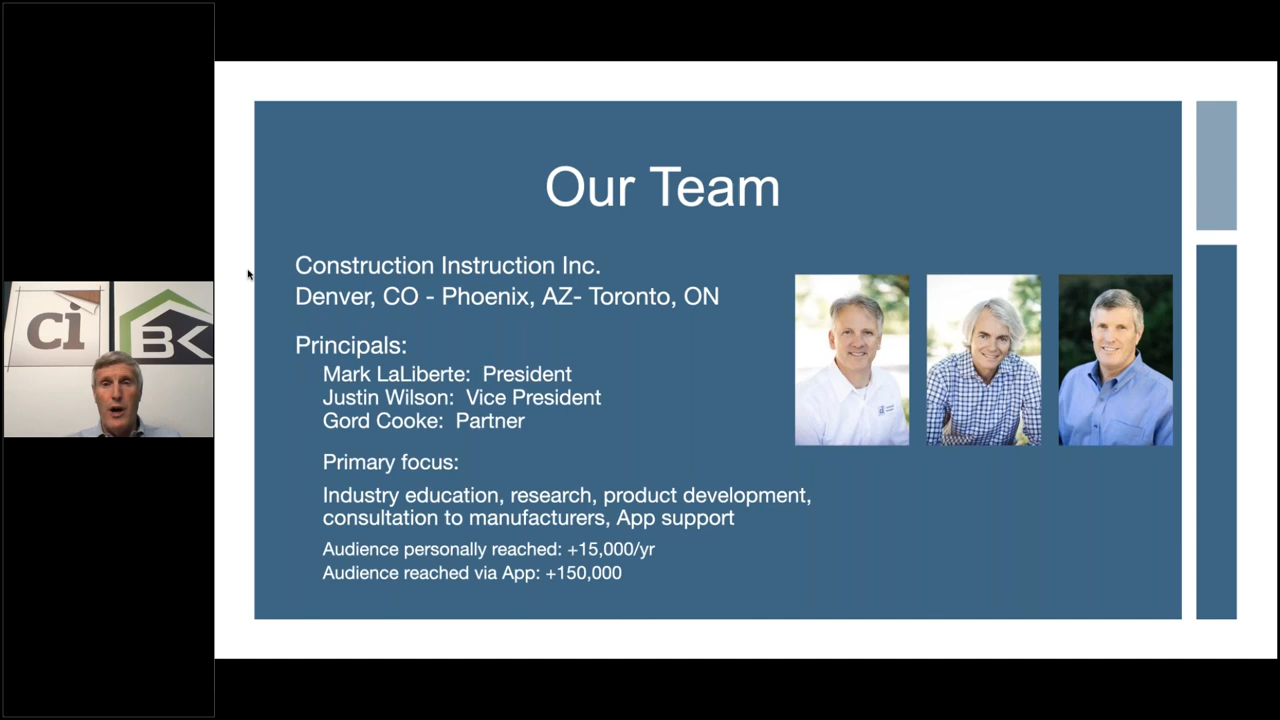 Our Team
Construction Instruction Inc.
Denver, CO - Phoenix, AZ- Toronto, ON
Principals:
Mark LaLiberte: President
Justin Wilson: Vice President
Gord Cooke: Partner
Primary focus:
Industry education, research, product development,
consultation to manufacturers, App support
Audience personally reached: +15,000/yr
Audience reached via App: +150,000
ci
BK